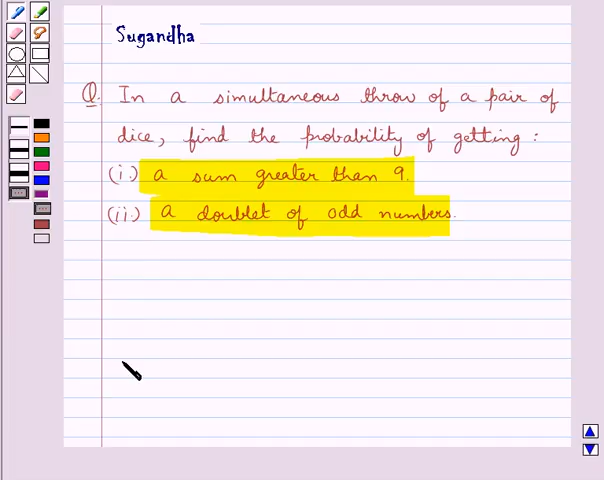 Sugandha
Q. In a simultaneous throw of a pair of
dice, find the probability of getting :
(i.) a sum greater than 9.
(ii.) a doublet of odd numbers.